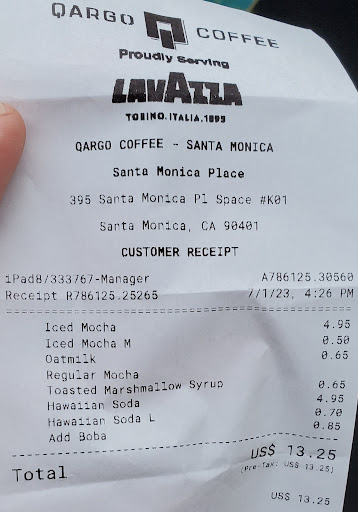 QARGO Q COFFEE
Proudly Serving
LAVAZZA
TORINO.ITALIA.1895
QARGO COFFEE - SANTA MONICA
Santa Monica Place
395 Santa Monica Pl Space #K01
Santa Monica, CA 90401
CUSTOMER RECEIPT
iPad8/333767-Manager A786125.30560
Receipt R786125.25265 7/1/23, 4:26 PM
Iced Mocha 4.95
Iced Mocha M 0.50
Oatmilk 0.65
Regular Mocha
Toasted Marshmallow Syrup 0.65
Hawaiian Soda 4.95
Hawaiian Soda L 0.70
Add Boba 0.85
Total US$ 13.25
(Pre-Tax: US$ 13.25)
US$ 13.25